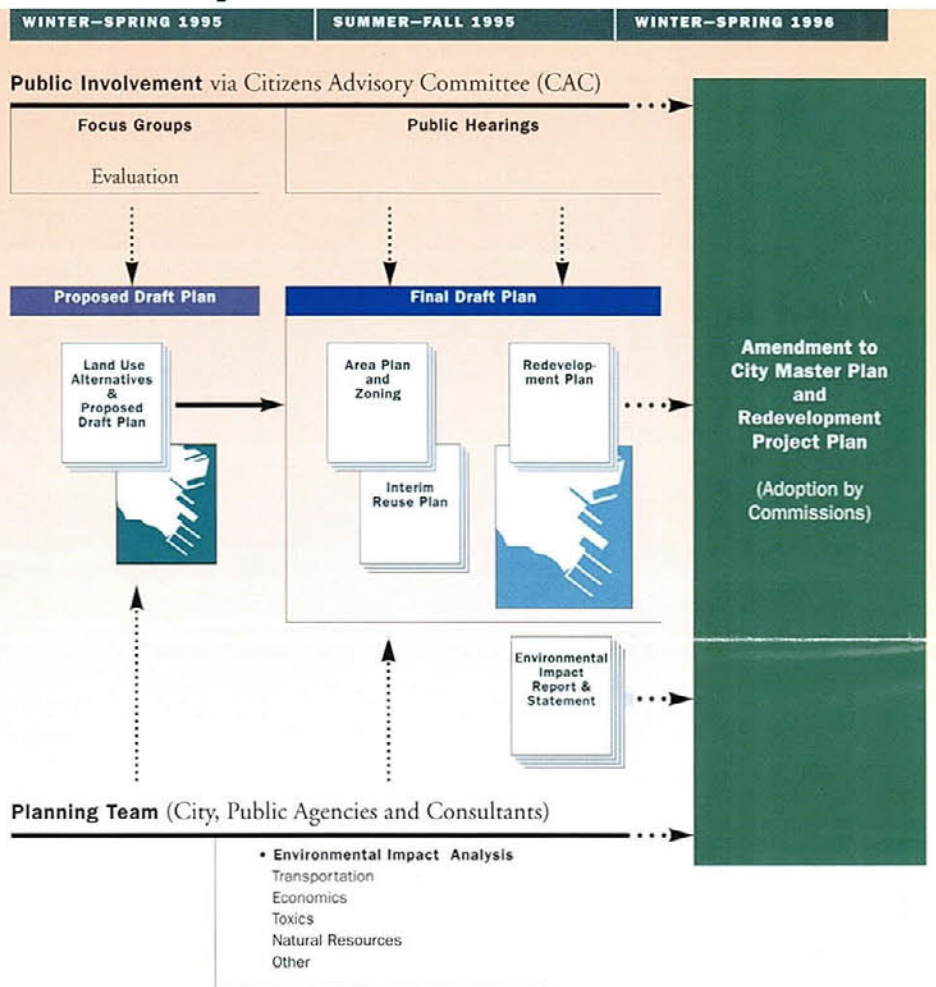 WINTER–SPRING 1995
SUMMER–FALL 1995
WINTER–SPRING 1996
Public Involvement via Citizens Advisory Committee (CAC)
Focus Groups
Evaluation
Public Hearings
Proposed Draft Plan
Final Draft Plan
Land Use
Alternatives
&
Proposed
Draft Plan
Area Plan
and
Zoning
Interim
Reuse Plan
Redevelop-
ment Plan
Amendment to
City Master Plan
and
Redevelopment
Project Plan
(Adoption by
Commissions)
Environmental
Impact
Report &
Statement
Planning Team (City, Public Agencies and Consultants)
• Environmental Impact Analysis
Transportation
Economics
Toxics
Natural Resources
Other